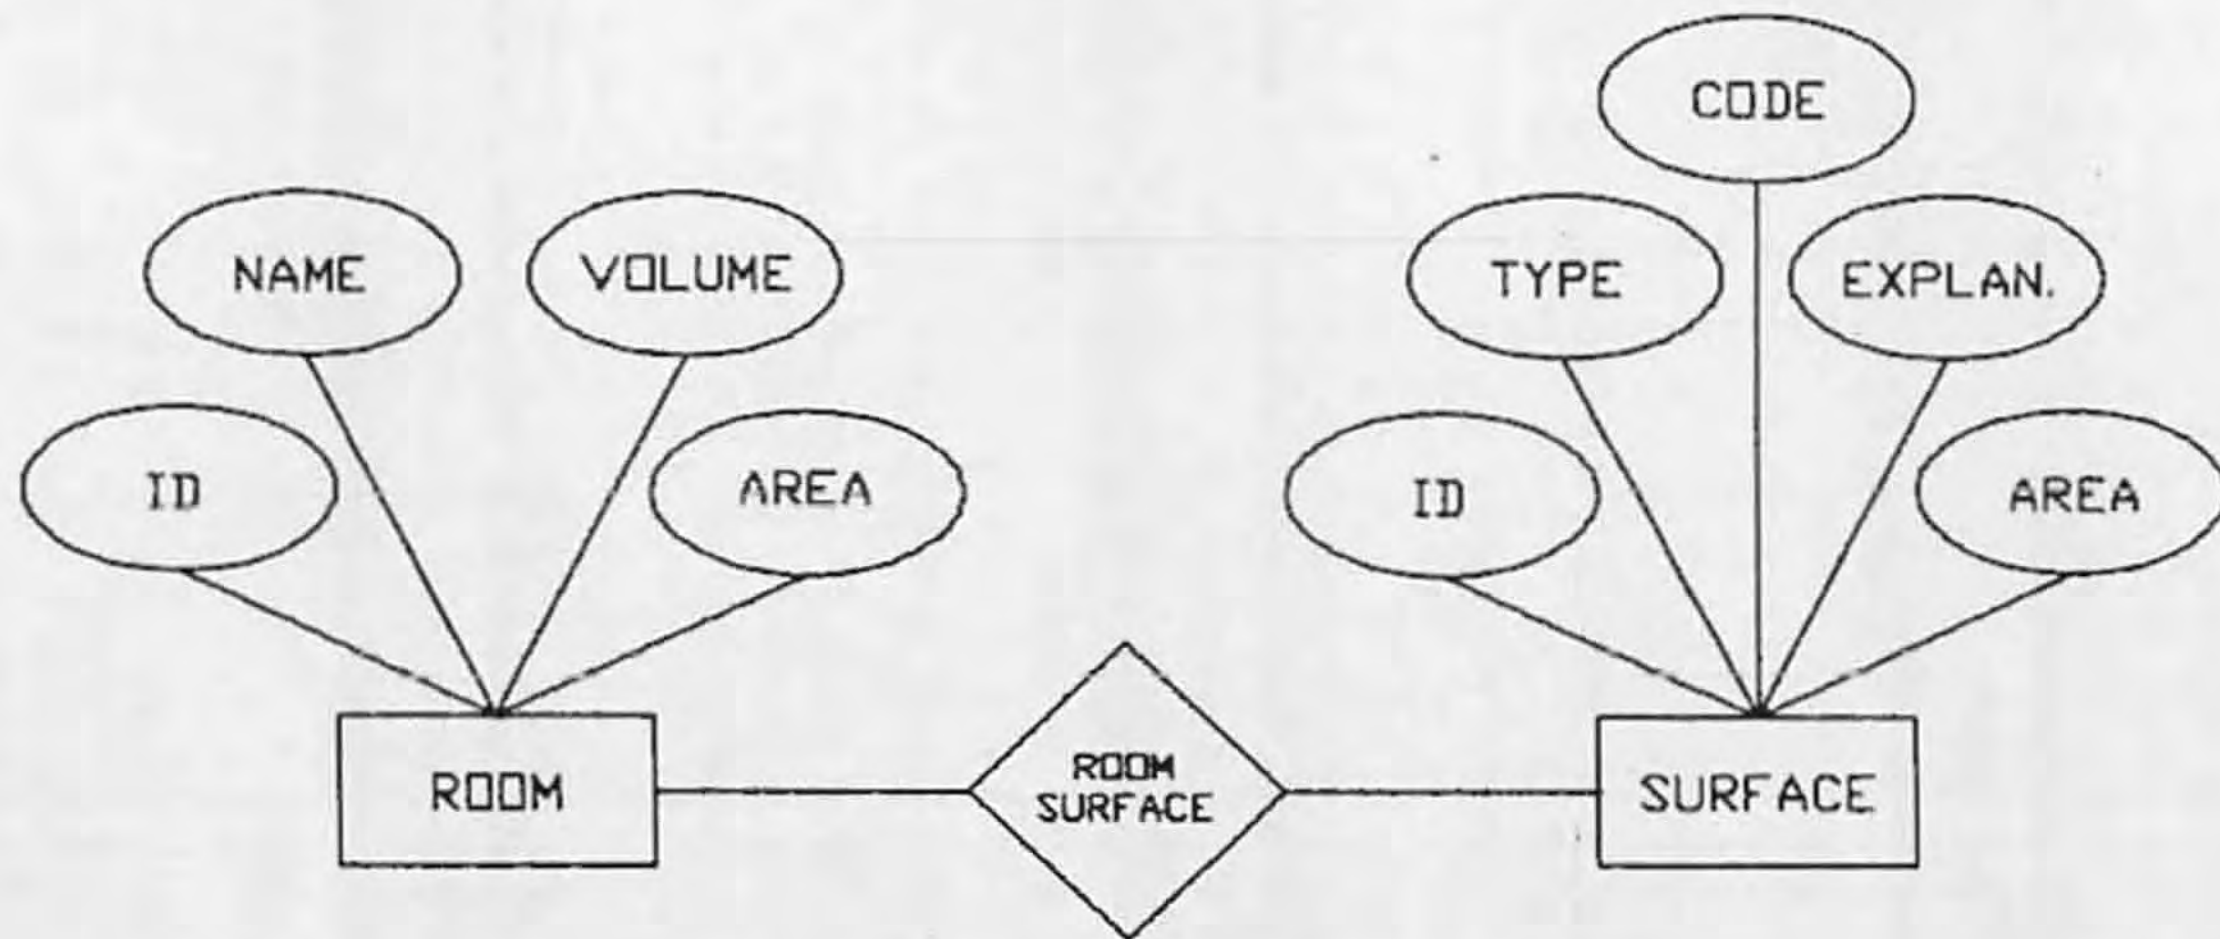 CODE
NAME
VOLUME
TYPE
EXPLAN.
ID
AREA
ID
AREA
ROOM
ROOM
SURFACE
SURFACE